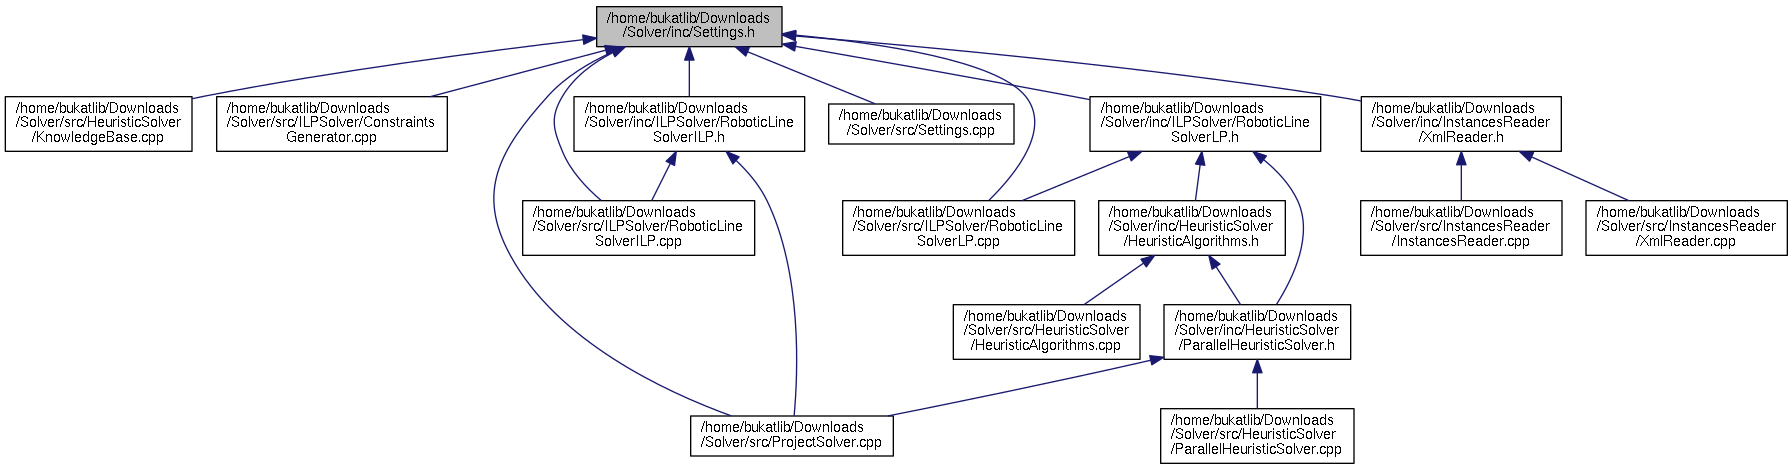 /home/bukatlib/Downloads
/Solver/inc/Settings.h
/home/bukatlib/Downloads
/Solver/src/HeuristicSolver
/KnowledgeBase.cpp
/home/bukatlib/Downloads
/Solver/src/ILPSolver/Constraints
Generator.cpp
/home/bukatlib/Downloads
/Solver/inc/ILPSolver/RoboticLine
SolverILP.h
/home/bukatlib/Downloads
/Solver/src/Settings.cpp
/home/bukatlib/Downloads
/Solver/inc/ILPSolver/RoboticLine
SolverLP.h
/home/bukatlib/Downloads
/Solver/inc/InstancesReader
/XmlReader.h
/home/bukatlib/Downloads
/Solver/src/ILPSolver/RoboticLine
SolverILP.cpp
/home/bukatlib/Downloads
/Solver/src/ILPSolver/RoboticLine
SolverLP.cpp
/home/bukatlib/Downloads
/Solver/inc/HeuristicSolver
/HeuristicAlgorithms.h
/home/bukatlib/Downloads
/Solver/src/InstancesReader
/InstancesReader.cpp
/home/bukatlib/Downloads
/Solver/src/InstancesReader
/XmlReader.cpp
/home/bukatlib/Downloads
/Solver/src/HeuristicSolver
/HeuristicAlgorithms.cpp
/home/bukatlib/Downloads
/Solver/inc/HeuristicSolver
/ParallelHeuristicSolver.h
/home/bukatlib/Downloads
/Solver/src/ProjectSolver.cpp
/home/bukatlib/Downloads
/Solver/src/HeuristicSolver
/ParallelHeuristicSolver.cpp